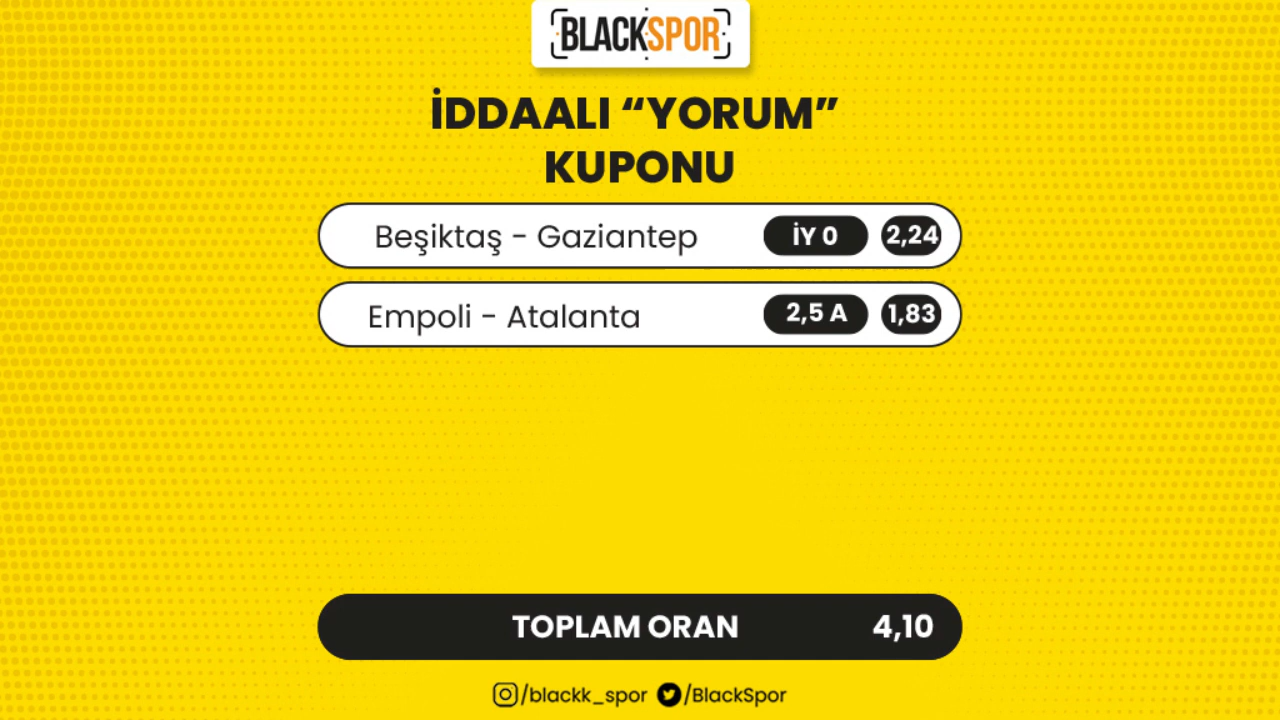 BLACKSPOR
İDDAALI “YORUM”
KUPONU
Beşiktaş - Gaziantep İY 0 2,24
Empoli - Atalanta 2,5 A 1,83
TOPLAM ORAN 4,10
/blackk_spor /BlackSpor